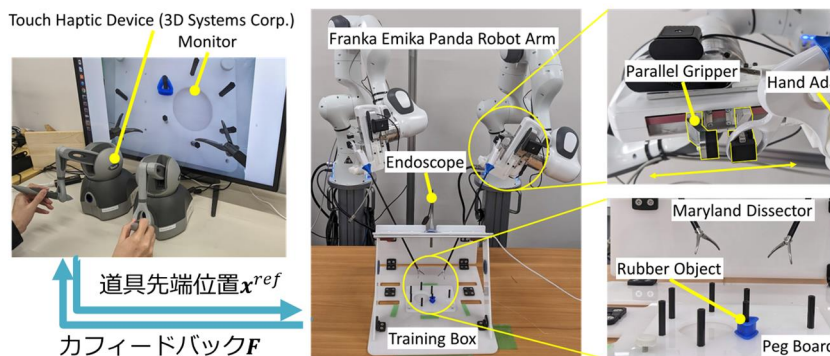 Touch Haptic Device (3D Systems Corp.)
Monitor
道具先端位置x^ref
力フィードバックF
Franka Emika Panda Robot Arm
Endoscope
Training Box
Parallel Gripper
Hand Ad
Maryland Dissector
Rubber Object
Peg Board